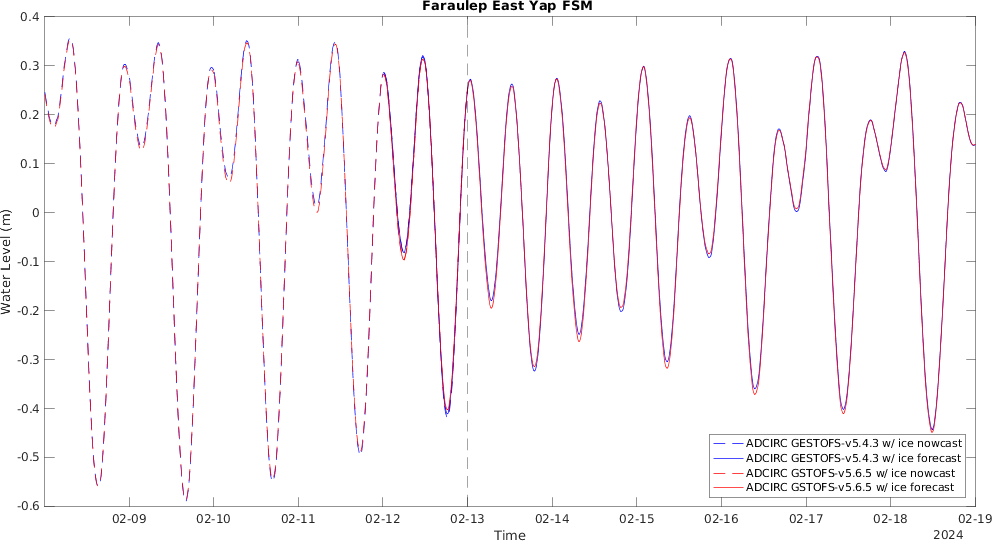 Faraulep East Yap FSM
0.4
0.3
0.2
0.1
0
-0.1
-0.2
-0.3
-0.4
-0.5
-0.6
Water Level (m)
ADCIRC GESTOFS-v5.4.3 w/ ice nowcast
ADCIRC GESTOFS-v5.4.3 w/ ice forecast
ADCIRC GSTOFS-v5.6.5 w/ ice nowcast
ADCIRC GSTOFS-v5.6.5 w/ ice forecast
02-09 02-10 02-11 02-12 02-13 02-14 02-15 02-16 02-17 02-18 02-19
Time
2024